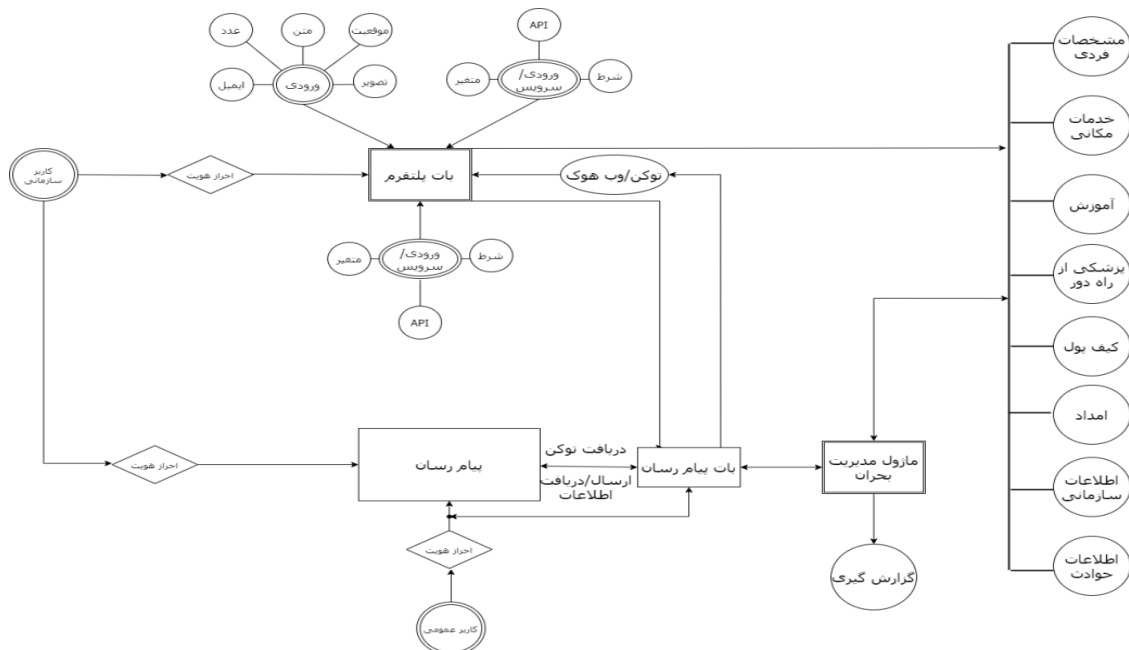 API
مشخصات
فردی
موقعیت
متن
عدد
ورودی/
سرویس
شرط
متغیر
تصویر
ورودی
ایمیل
خدمات
مکانی
کاربر
سازمانی
احراز هویت
بات پلتفرم
توکن/وب هوک
آموزش
ورودی/
سرویس
شرط
متغیر
API
پزشکی از
راه دور
کیف پول
امداد
احراز هویت
پیام رسان
دریافت توکن
ارسال/دریافت
اطلاعات
بات پیام رسان
ماژول مدیریت
بحران
اطلاعات
سازمانی
احراز هویت
گزارش گیری
اطلاعات
حوادث
کاربر عمومی